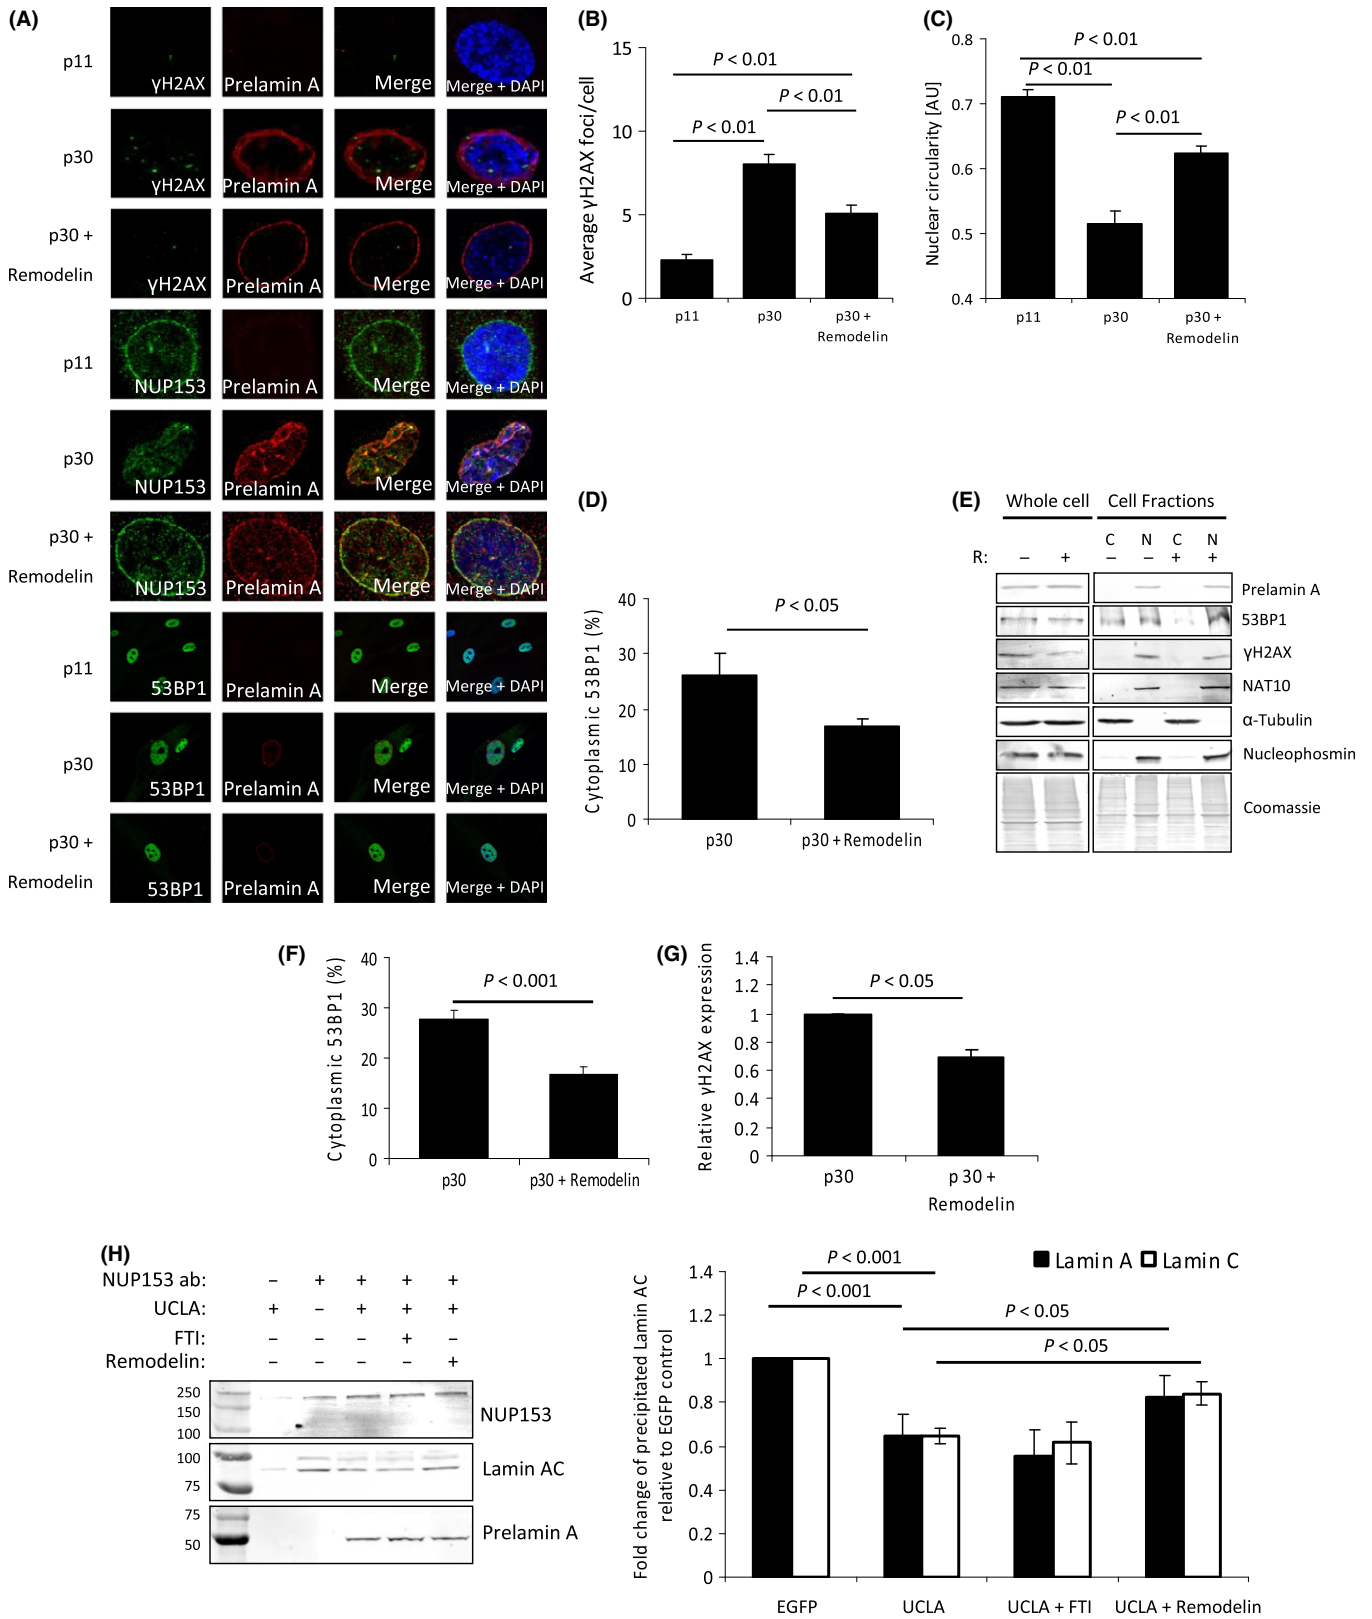 (A)
p11
γH2AX Prelamin A Merge Merge + DAPI
p30
γH2AX Prelamin A Merge Merge + DAPI
p30 +
Remodelin
γH2AX Prelamin A Merge Merge + DAPI
p11
NUP153 Prelamin A Merge Merge + DAPI
p30
NUP153 Prelamin A Merge Merge + DAPI
p30 +
Remodelin
NUP153 Prelamin A Merge Merge + DAPI
p11
53BP1 Prelamin A Merge Merge + DAPI
p30
53BP1 Prelamin A Merge Merge + DAPI
p30 +
Remodelin
53BP1 Prelamin A Merge Merge + DAPI
(B)
Average γH2AX foci/cell
15
10
5
0
P < 0.01
P < 0.01
P < 0.01
p11 p30 p30 +
Remodelin
(C)
Nuclear circularity [AU]
0.8
0.7
0.6
0.5
0.4
P < 0.01
P < 0.01
P < 0.01
p11 p30 p30 +
Remodelin
(D)
Cytoplasmic 53BP1 (%)
40
30
20
10
0
P < 0.05
p30 p30 + Remodelin
(E)
Whole cell Cell Fractions
C N C N
R: – + – – + +
Prelamin A
53BP1
γH2AX
NAT10
α-Tubulin
Nucleophosmin
Coomassie
(F)
Cytoplasmic 53BP1 (%)
40
30
20
10
0
P < 0.001
p30 p30 + Remodelin
(G)
Relative γH2AX expression
1.4
1.2
1
0.8
0.6
0.4
0.2
0
P < 0.05
p30 p 30 +
Remodelin
(H)
NUP153 ab: – + + + +
UCLA: + – + + +
FTI: – – – + –
Remodelin: – – – – +
250
150
100
NUP153
100
75
Lamin AC
75
50
Prelamin A
Fold change of precipitated Lamin AC
relative to EGFP control
1.4
1.2
1
0.8
0.6
0.4
0.2
0
Lamin A Lamin C
P < 0.001
P < 0.001
P < 0.05
P < 0.05
EGFP UCLA UCLA + FTI UCLA + Remodelin